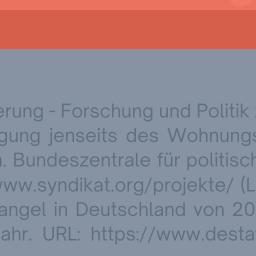 erung - Forschung und Politik
gung jenseits des Wohnungs
. Bundeszentrale für politisch
www.syndikat.org/projekte/ (L
angel in Deutschland von 20
ahr. URL: https://www.desta